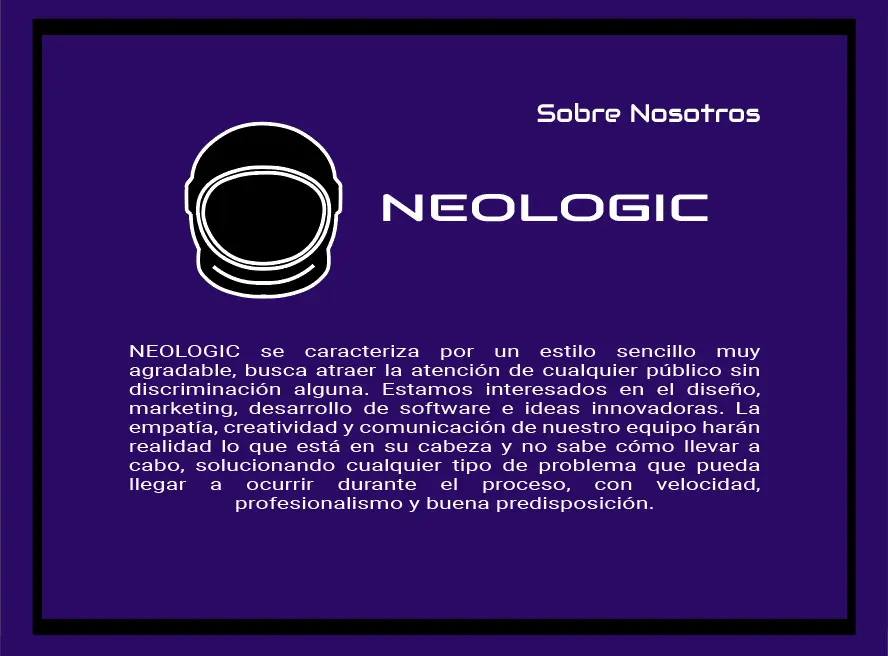 Sobre Nosotros
NEOLOGIC
NEOLOGIC se caracteriza por un estilo sencillo muy
agradable, busca atraer la atención de cualquier público sin
discriminación alguna. Estamos interesados en el diseño,
marketing, desarrollo de software e ideas innovadoras. La
empatía, creatividad y comunicación de nuestro equipo harán
realidad lo que está en su cabeza y no sabe cómo llevar a
cabo, solucionando cualquier tipo de problema que pueda
llegar a ocurrir durante el proceso, con velocidad,
profesionalismo y buena predisposición.